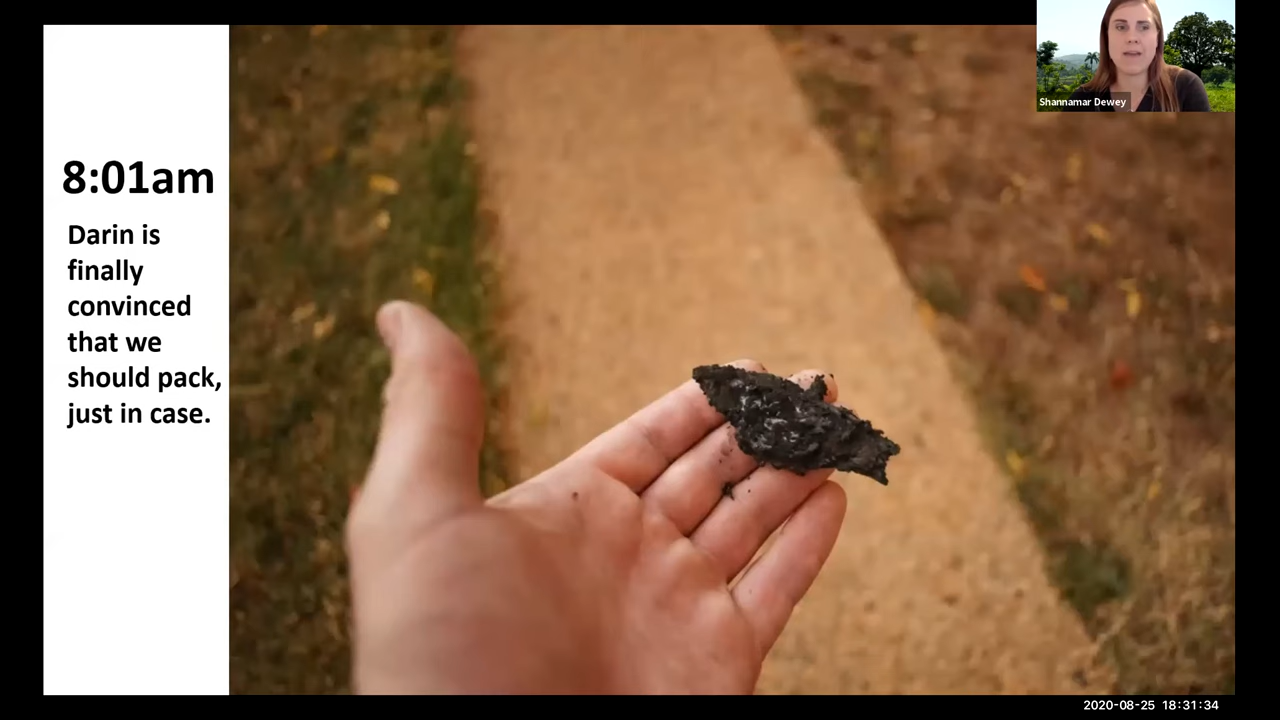 Shannamar Dewey
8:01am
Darin is
finally
convinced
that we
should pack,
just in case.
2020-08-25 18:31:34